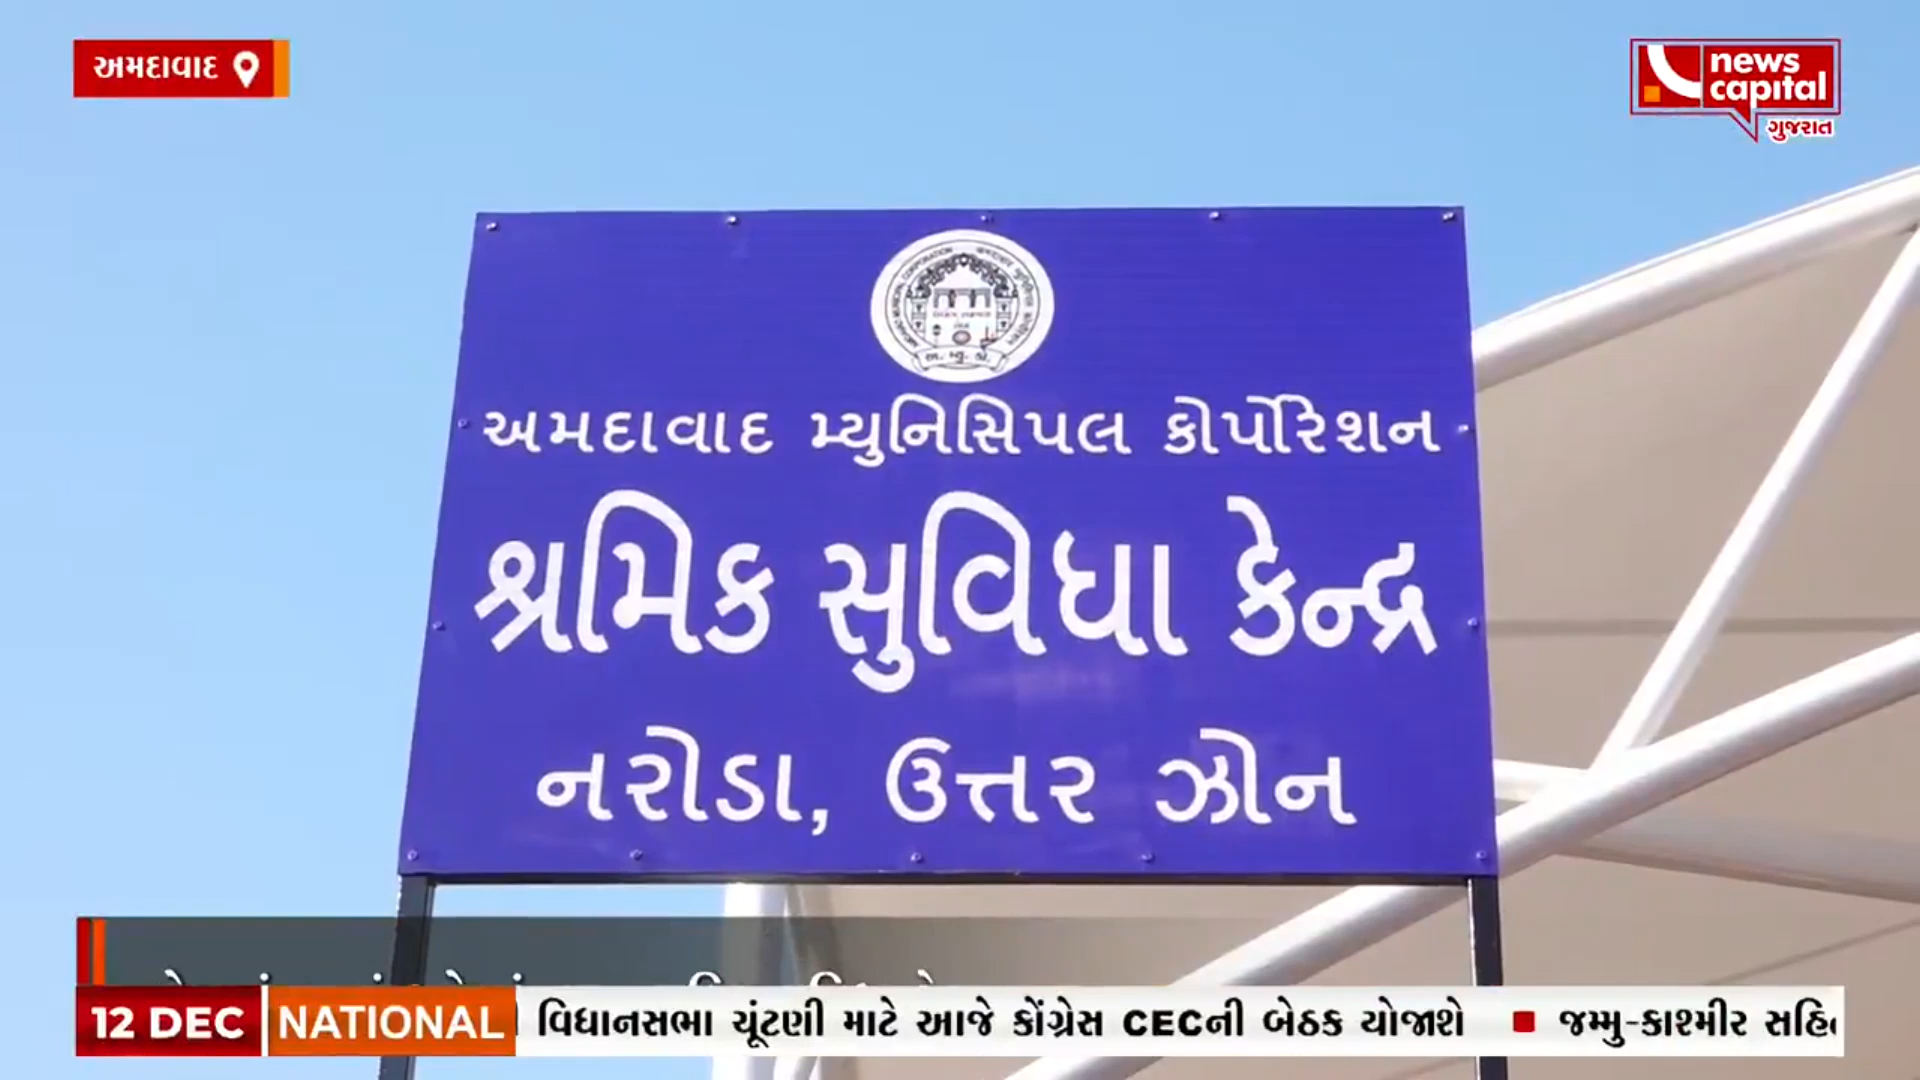 અમદાવાદ
news
capital
ગુજરાત
અ. મ્યુ. કો.
અમદાવાદ મ્યુનિસિપલ કોર્પોરેશન
શ્રમિક સુવિધા કેન્દ્ર
નરોડા, ઉત્તર ઝોન
12 DEC NATIONAL વિધાનસભા ચૂંટણી માટે આજે કોંગ્રેસ CECની બેઠક યોજાશે ■ જમ્મુ-કાશ્મીર